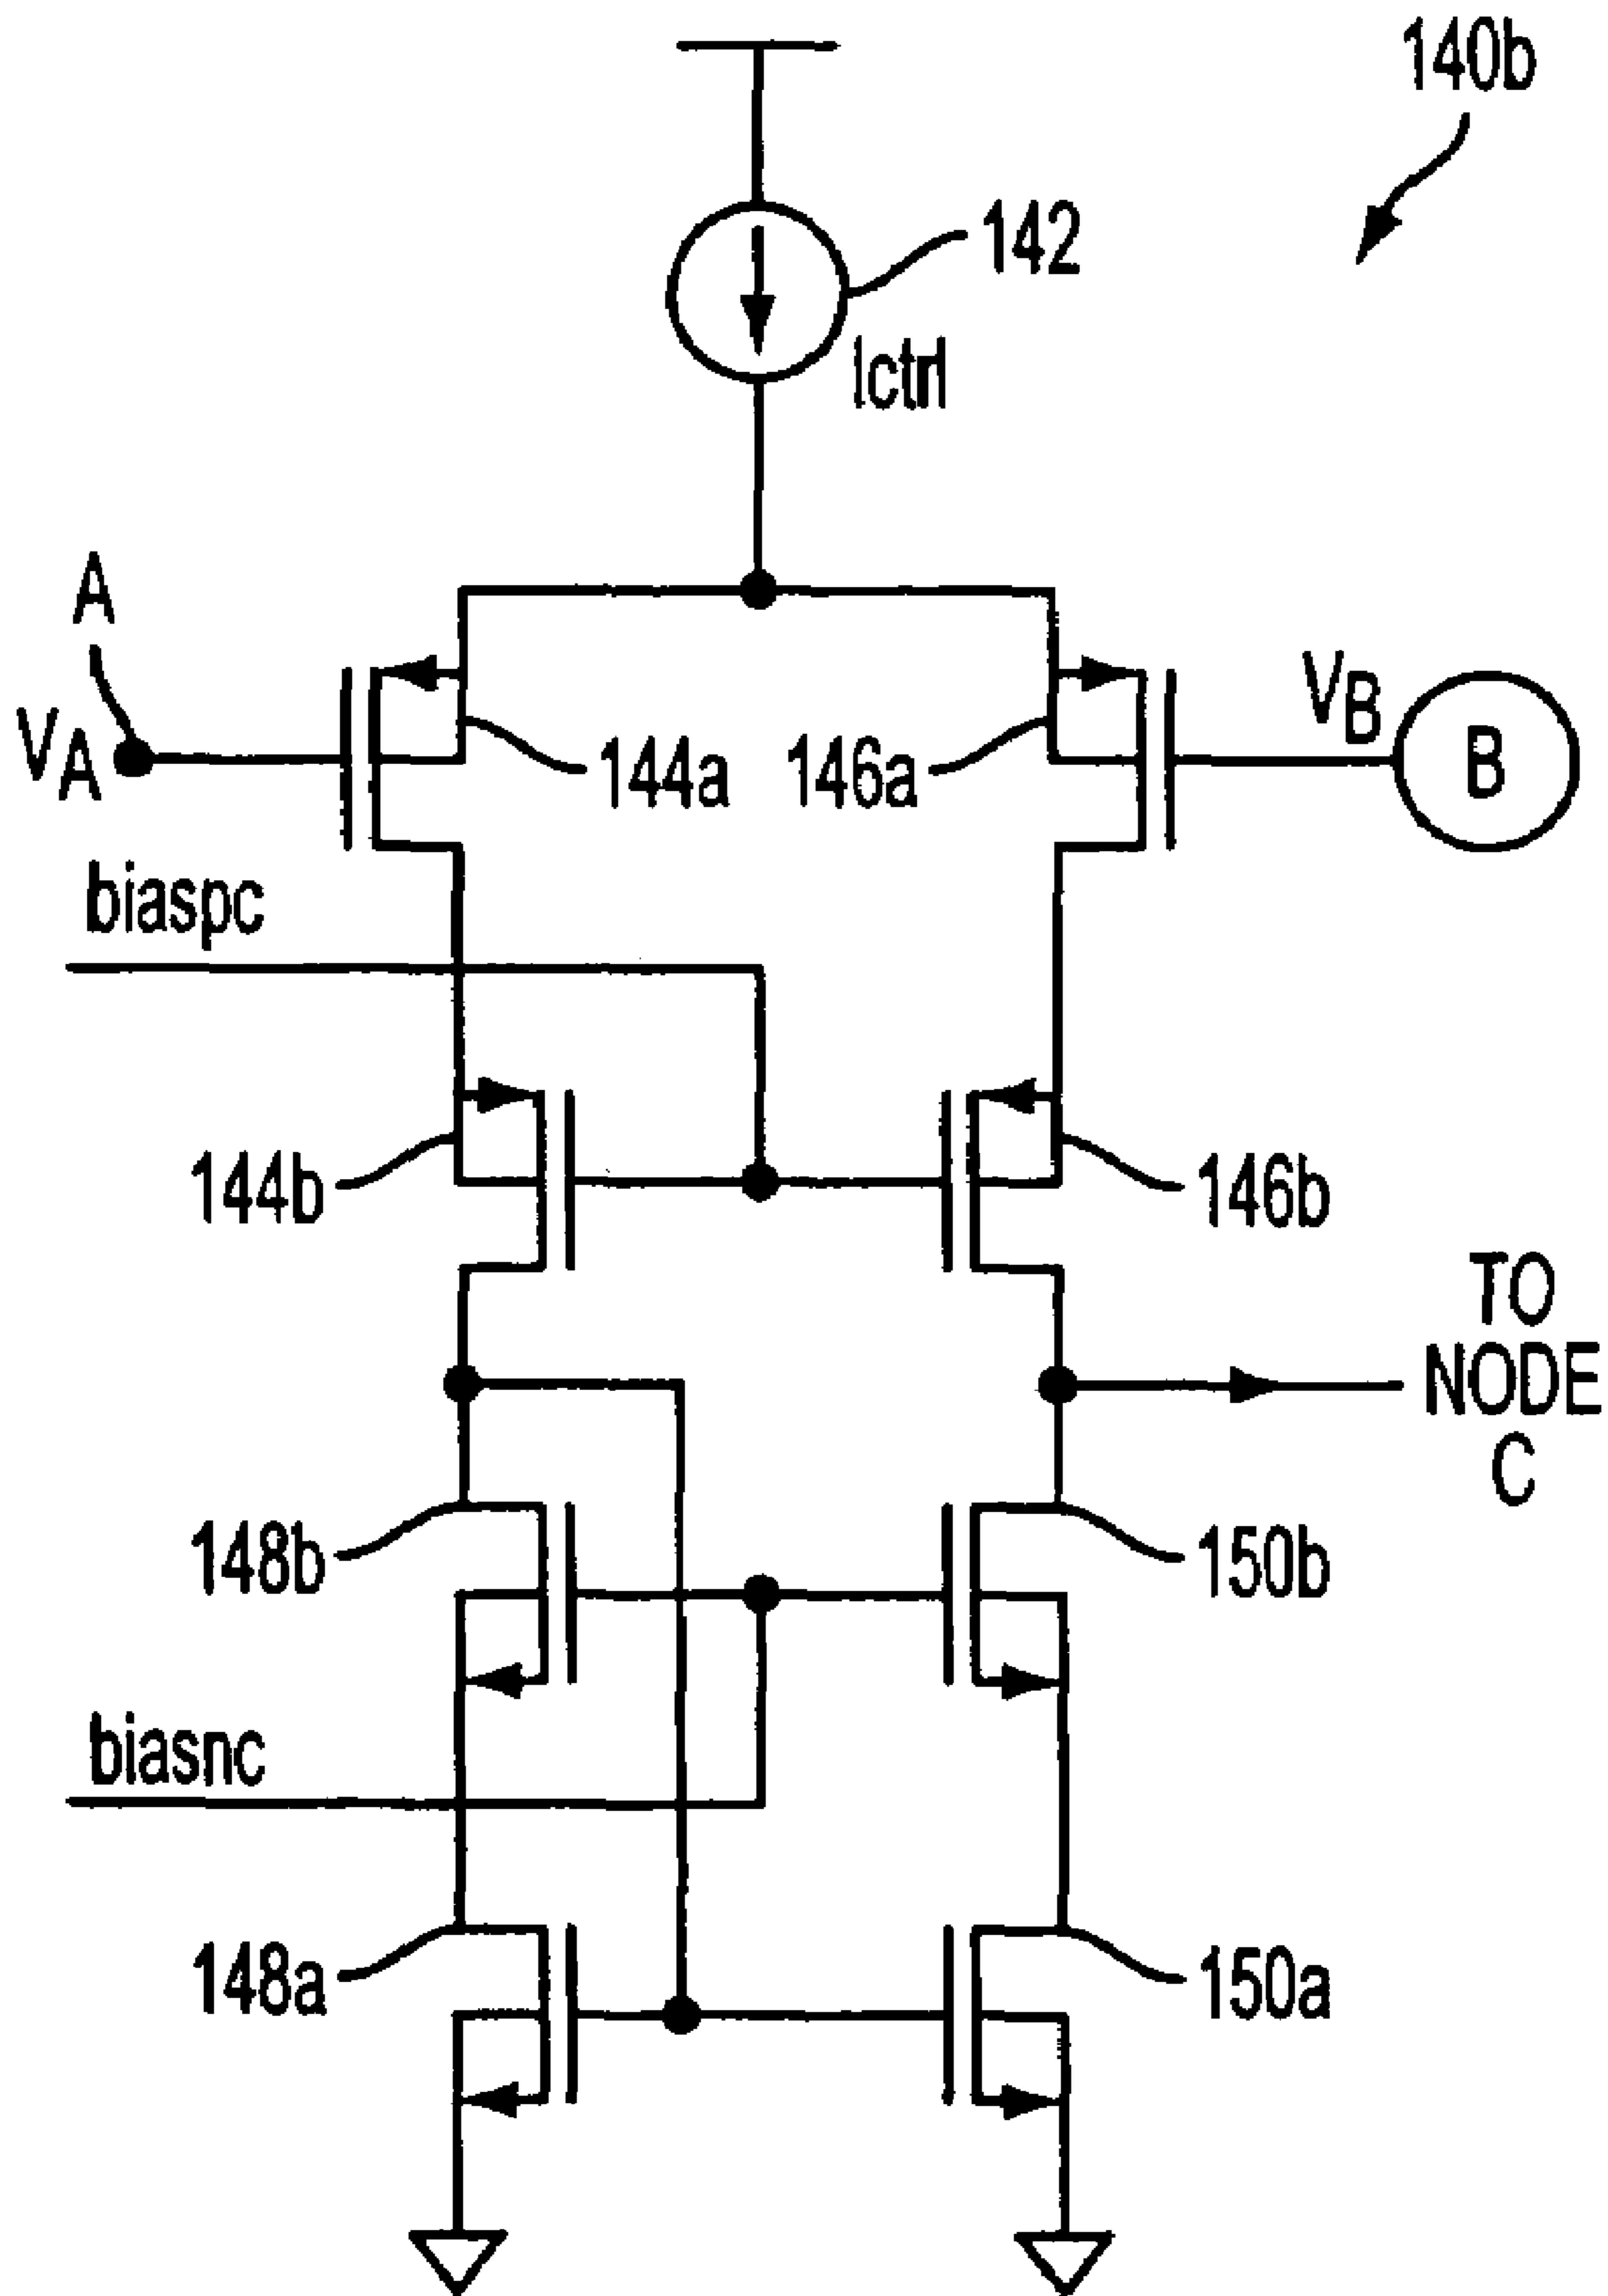 140b
142
Ictrl
A
VA
144a
146a
VB
B
biaspc
144b
146b
TO
NODE
C
148b
150b
biasnc
148a
150a